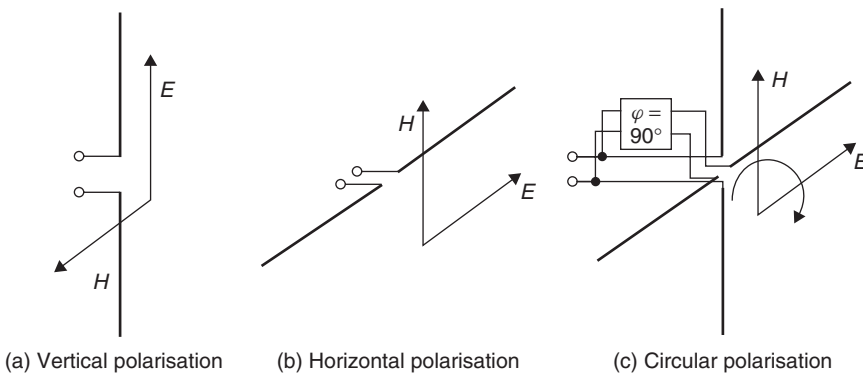 E
H
(a) Vertical polarisation
H
E
(b) Horizontal polarisation
φ =
90°
H
E
(c) Circular polarisation